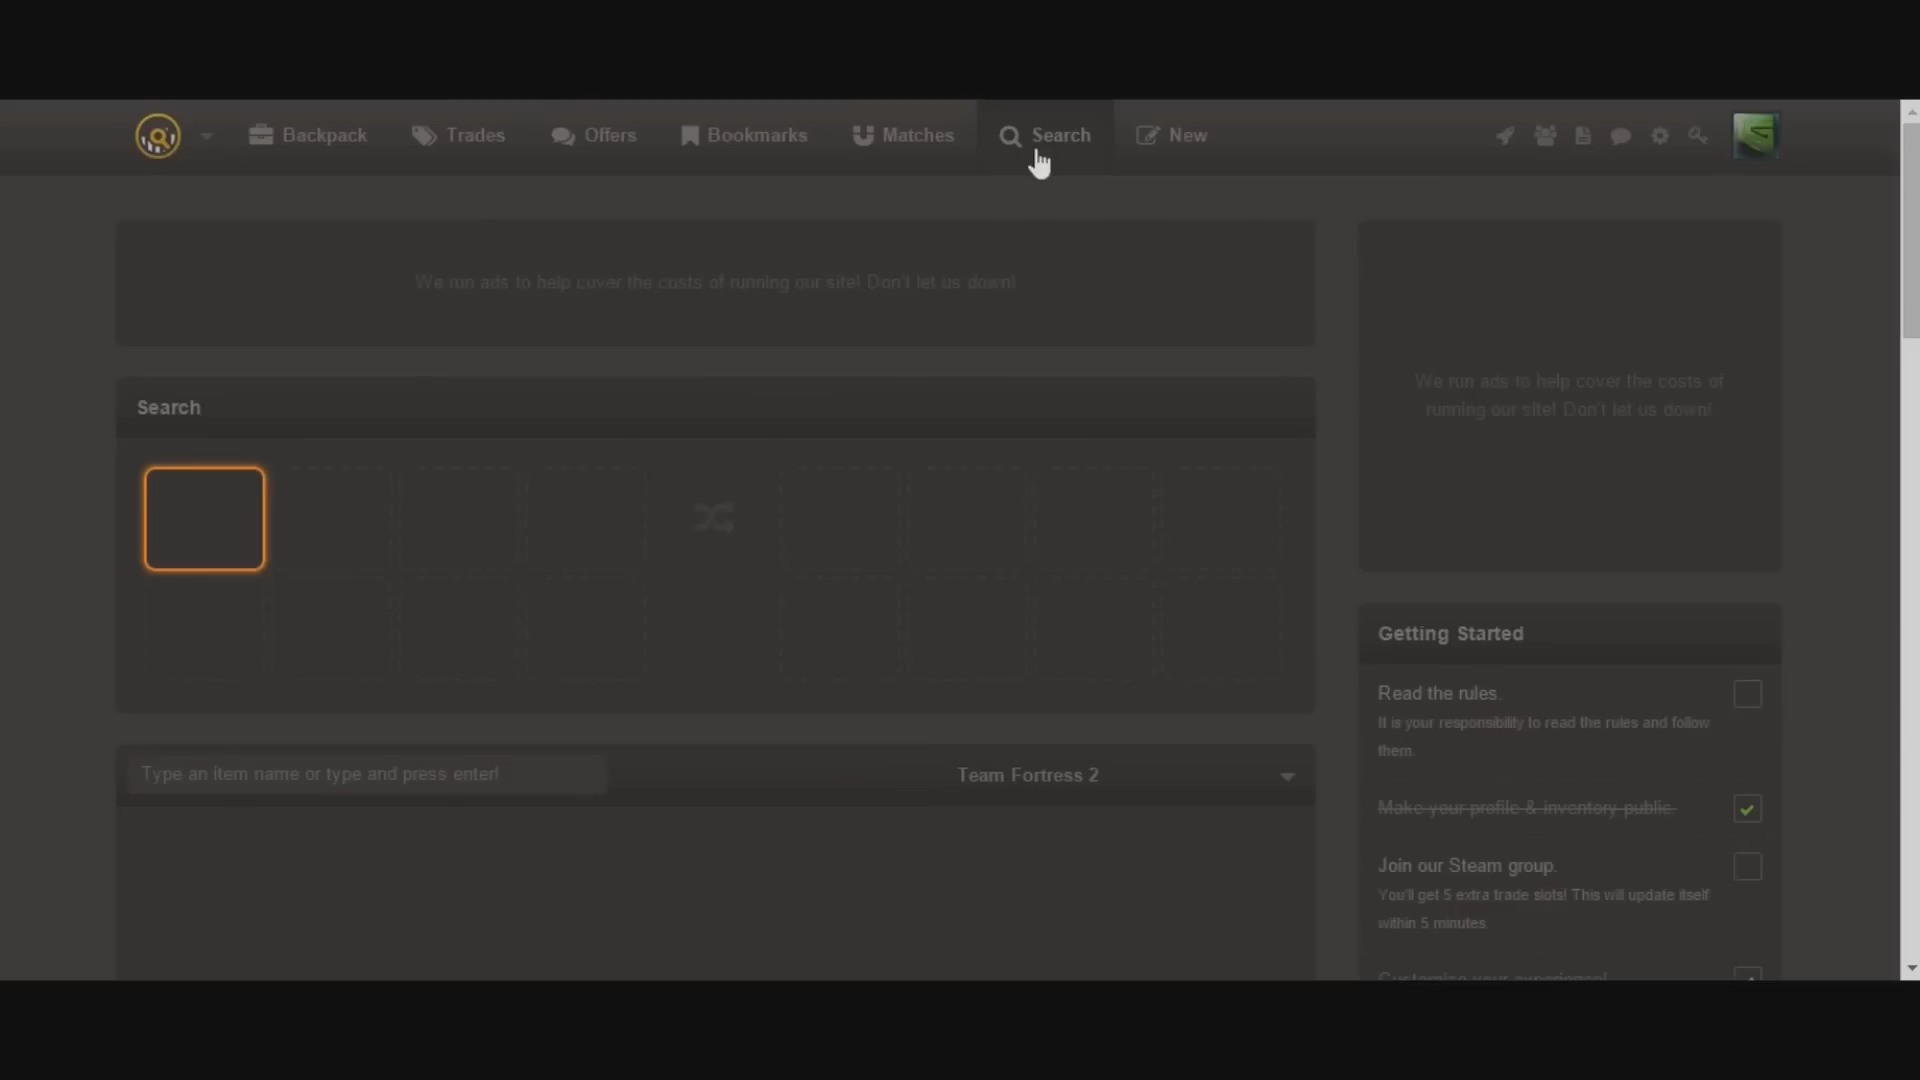 Backpack
Trades
Offers
Bookmarks
Matches
Search
New
We run ads to help cover the costs of running our site! Don't let us down!
We run ads to help cover the costs of
running our site! Don't let us down!
Search
Getting Started
Read the rules.
It is your responsibility to read the rules and follow
them.
Type an item name or type and press enter!
Team Fortress 2
Make your profile & inventory public.
Join our Steam group.
You'll get 5 extra trade slots! This will update itself
within 5 minutes.
Customize your experience!